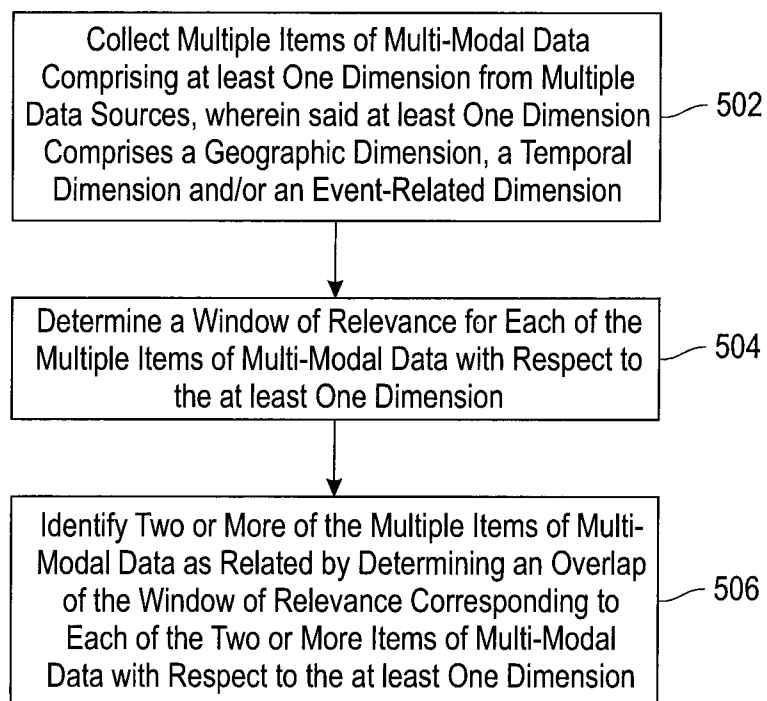 Collect Multiple Items of Multi-Modal Data
Comprising at least One Dimension from Multiple
Data Sources, wherein said at least One Dimension
Comprises a Geographic Dimension, a Temporal
Dimension and/or an Event-Related Dimension
502
Determine a Window of Relevance for Each of the
Multiple Items of Multi-Modal Data with Respect to
the at least One Dimension
504
Identify Two or More of the Multiple Items of Multi-
Modal Data as Related by Determining an Overlap
of the Window of Relevance Corresponding to
Each of the Two or More Items of Multi-Modal
Data with Respect to the at least One Dimension
506